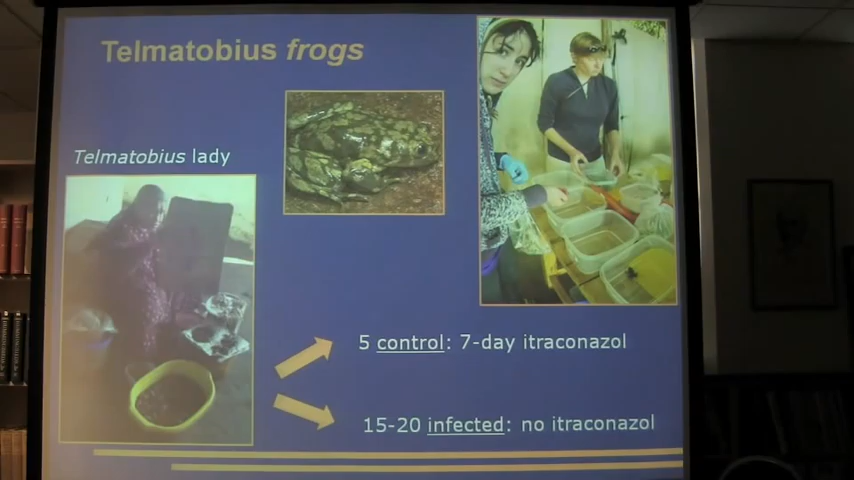 Telmatobius frogs
Telmatobius lady
5 control: 7-day itraconazol
15-20 infected: no itraconazol